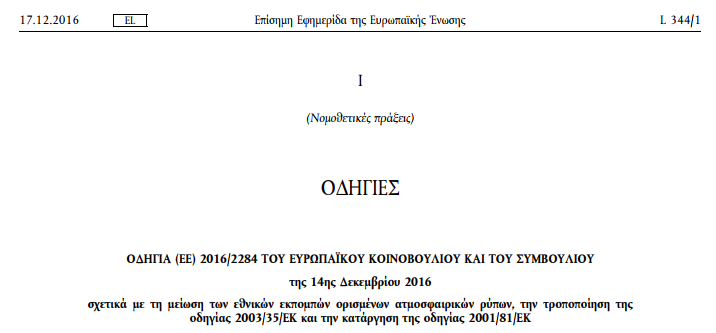 17.12.2016 EL Επίσημη Εφημερίδα της Ευρωπαϊκής Ένωσης L 344/1
I
(Νομοθετικές πράξεις)
ΟΔΗΓΙΕΣ
ΟΔΗΓΙΑ (ΕΕ) 2016/2284 ΤΟΥ ΕΥΡΩΠΑΪΚΟΥ ΚΟΙΝΟΒΟΥΛΙΟΥ ΚΑΙ ΤΟΥ ΣΥΜΒΟΥΛΙΟΥ
της 14ης Δεκεμβρίου 2016
σχετικά με τη μείωση των εθνικών εκπομπών ορισμένων ατμοσφαιρικών ρύπων, την τροποποίηση της
οδηγίας 2003/35/ΕΚ και την κατάργηση της οδηγίας 2001/81/ΕΚ